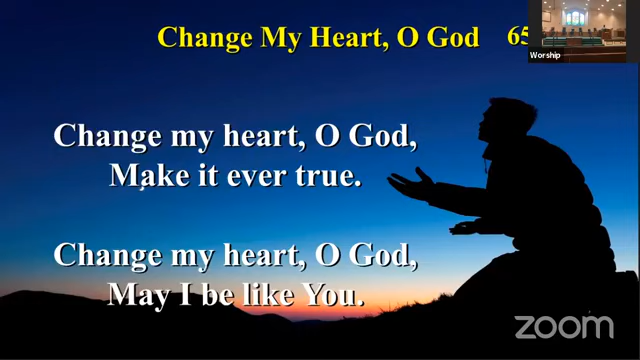 Change My Heart, O God
Worship
Change my heart, O God,
Make it ever true.
Change my heart, O God,
May I be like You.
zoom